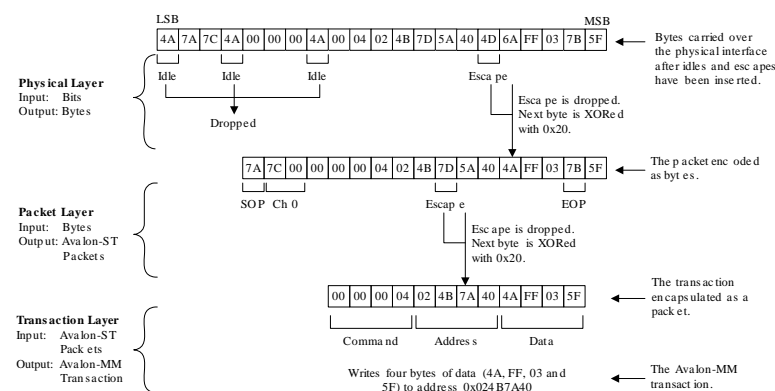 LSB
MSB
4A 7A 7C 4A 00 00 00 4A 00 04 02 4B 7D 5A 40 4D 6A FF 03 7B 5F
Bytes carried over
the physical interface
after idles and escapes
have been inserted.
Idle
Idle
Idle
Escape
Physical Layer
Input: Bits
Output: Bytes
Dropped
Escape is dropped.
Next byte is XORed
with 0x20.
7A 7C 00 00 00 00 04 02 4B 7D 5A 40 4A FF 03 7B 5F
The packet encoded
as bytes.
SOP Ch 0
Escape
EOP
Packet Layer
Input: Bytes
Output: Avalon-ST
Packets
Escape is dropped.
Next byte is XORed
with 0x20.
00 00 00 04 02 4B 7A 40 4A FF 03 5F
The transaction
encapsulated as a
packet.
Command
Address
Data
Transaction Layer
Input: Avalon-ST
Packets
Output: Avalon-MM
Transaction
Writes four bytes of data (4A, FF, 03 and
5F) to address 0x024B7A40
The Avalon-MM
transaction.